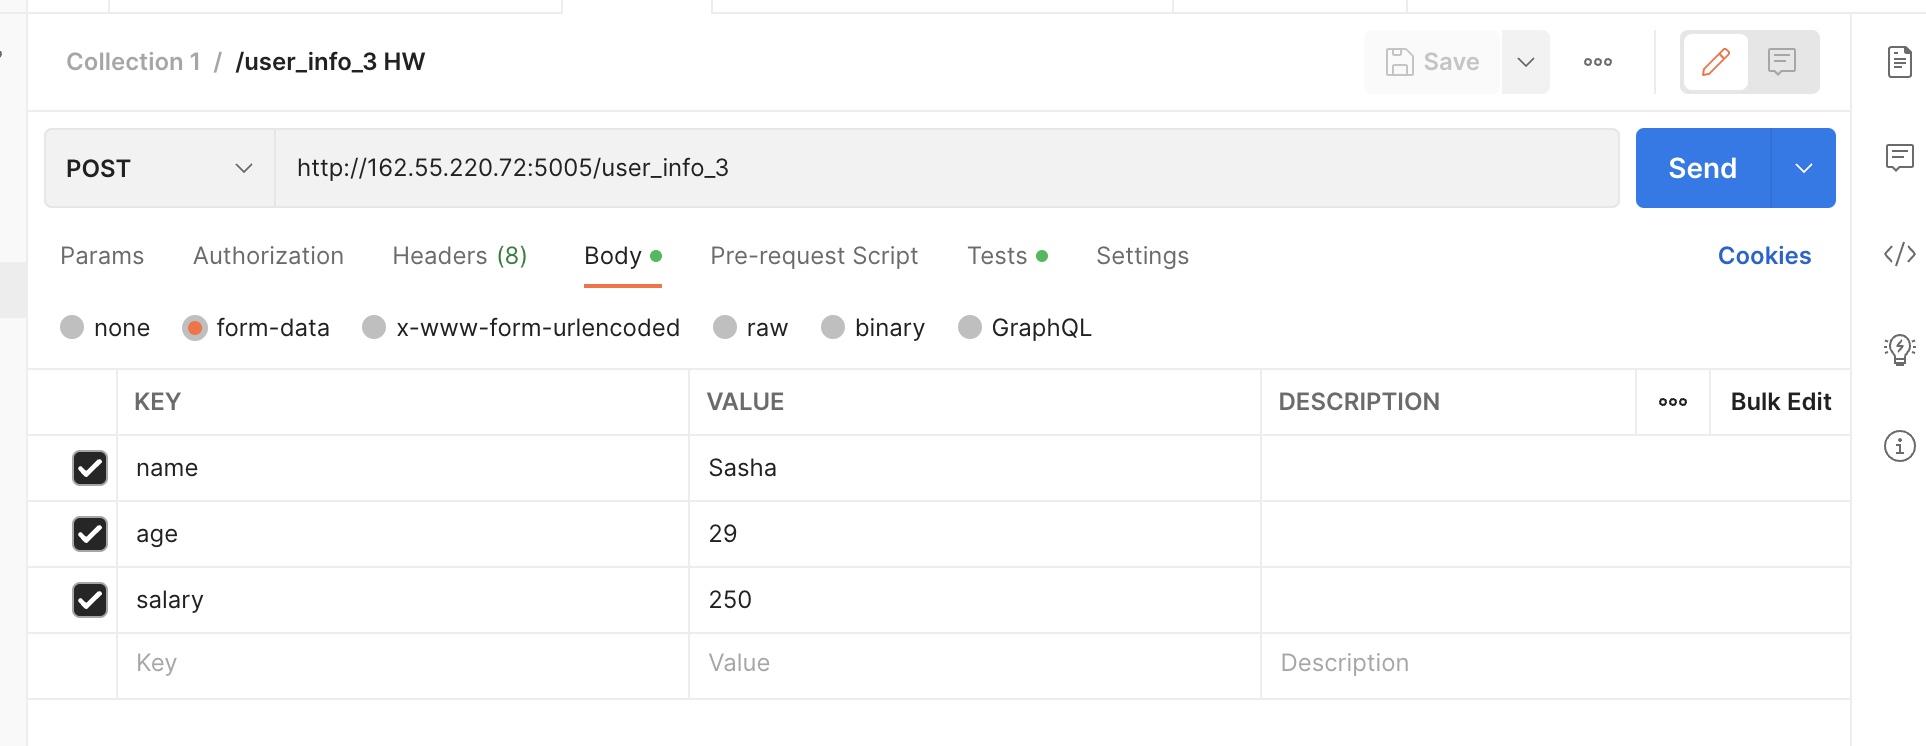 Collection 1 / /user_info_3 HW
Save
POST http://162.55.220.72:5005/user_info_3 Send
Params Authorization Headers (8) Body Pre-request Script Tests Settings Cookies
none form-data x-www-form-urlencoded raw binary GraphQL
KEY VALUE DESCRIPTION ooo Bulk Edit
name Sasha
age 29
salary 250
Key Value Description